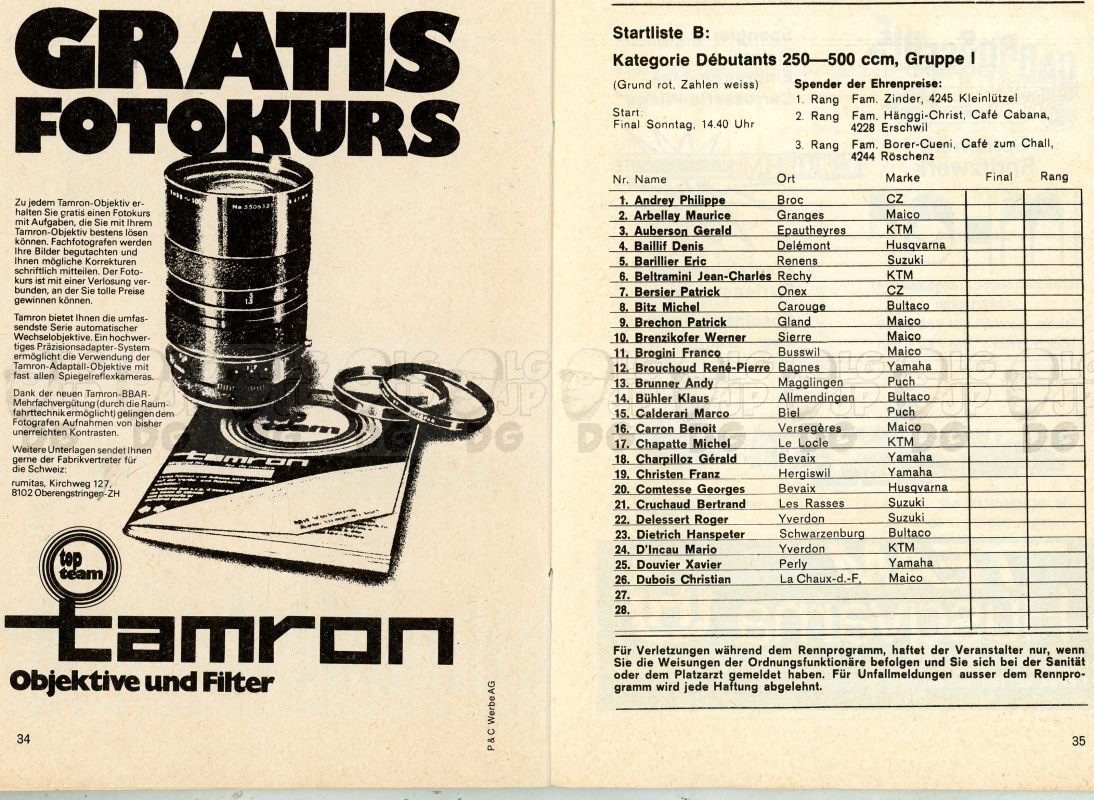 GRATIS
FOTOKURS
No. 550612
Zu jedem Tamron-Objektiv er-
halten Sie gratis einen Fotokurs
mit Aufgaben, die Sie mit Ihrem
Tamron-Objektiv bestens lösen
können. Fachfotografen werden
Ihre Bilder begutachten und
Ihnen mögliche Korrekturen
schriftlich mitteilen. Der Foto-
kurs ist mit einer Verlosung ver-
bunden, an der Sie tolle Preise
gewinnen können.
Tamron bietet Ihnen die umfas-
sendste Serie automatischer
Wechselobjektive. Ein hochwer-
tiges Präzisionsadapter-System
ermöglicht die Verwendung der
Tamron-Adaptall-Objektive mit
fast allen Spiegelreflexkameras.
Dank der neuen Tamron-BBAR-
Mehrfachvergütung (durch die Raum-
fahrttechnik ermöglicht) gelingen dem
Fotografen Aufnahmen von bisher
unerreichten Kontrasten.
Weitere Unterlagen sendet Ihnen
gerne der Fabrikvertreter für
die Schweiz:
rumitas, Kirchweg 127,
8102 Oberengstringen-ZH
top
team
tamron
top
team
tamron
Objektive und Filter
P & C Werbe AG
34
Startliste B:
Kategorie Débutants 250—500 ccm, Gruppe I
(Grund rot, Zahlen weiss)
Start:
Final Sonntag, 14.40 Uhr
Spender der Ehrenpreise:
1. Rang Fam. Zinder, 4245 Kleinlützel
2. Rang Fam. Hänggi-Christ, Café Cabana,
4228 Erschwil
3. Rang Fam. Borer-Cueni, Café zum Chall,
4244 Röschenz
Nr. Name Ort Marke Final Rang
1. Andrey Philippe Broc CZ
2. Arbellay Maurice Granges Maico
3. Auberson Gerald Epautheyres KTM
4. Baillif Denis Delémont Husqvarna
5. Barillier Eric Renens Suzuki
6. Beltramini Jean-Charles Rechy KTM
7. Bersier Patrick Onex CZ
8. Bitz Michel Carouge Bultaco
9. Brechon Patrick Gland Maico
10. Brenzikofer Werner Sierre Maico
11. Brogini Franco Busswil Maico
12. Brouchoud René-Pierre Bagnes Yamaha
13. Brunner Andy Magglingen Puch
14. Bühler Klaus Allmendingen Bultaco
15. Calderari Marco Biel Puch
16. Carron Benoit Versegères Maico
17. Chapatte Michel Le Locle KTM
18. Charpilloz Gérald Bevaix Yamaha
19. Christen Franz Hergiswil Yamaha
20. Comtesse Georges Bevaix Husqvarna
21. Cruchaud Bertrand Les Rasses Suzuki
22. Delessert Roger Yverdon Suzuki
23. Dietrich Hanspeter Schwarzenburg Bultaco
24. D'Incau Mario Yverdon KTM
25. Douvier Xavier Perly Yamaha
26. Dubois Christian La Chaux-d.-F. Maico
27.
28.
Für Verletzungen während dem Rennprogramm, haftet der Veranstalter nur, wenn
Sie die Weisungen der Ordnungsfunktionäre befolgen und Sie sich bei der Sanität
oder dem Platzarzt gemeldet haben. Für Unfallmeldungen ausser dem Rennpro-
gramm wird jede Haftung abgelehnt.
35